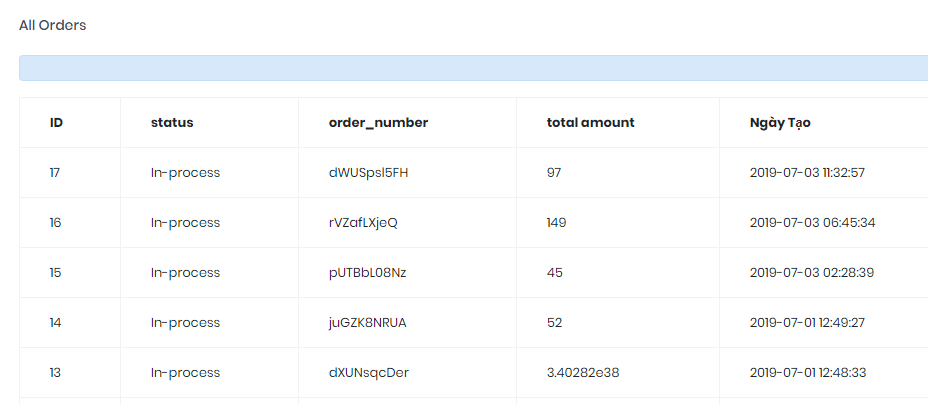 All Orders
ID status order_number total amount Ngày Tạo
17 In-process dWUSpsl5FH 97 2019-07-03 11:32:57
16 In-process rVZafLXjeQ 149 2019-07-03 06:45:34
15 In-process pUTBbL08Nz 45 2019-07-03 02:28:39
14 In-process juGZK8NRUA 52 2019-07-01 12:49:27
13 In-process dXUNsqcDer 3.40282e38 2019-07-01 12:48:33